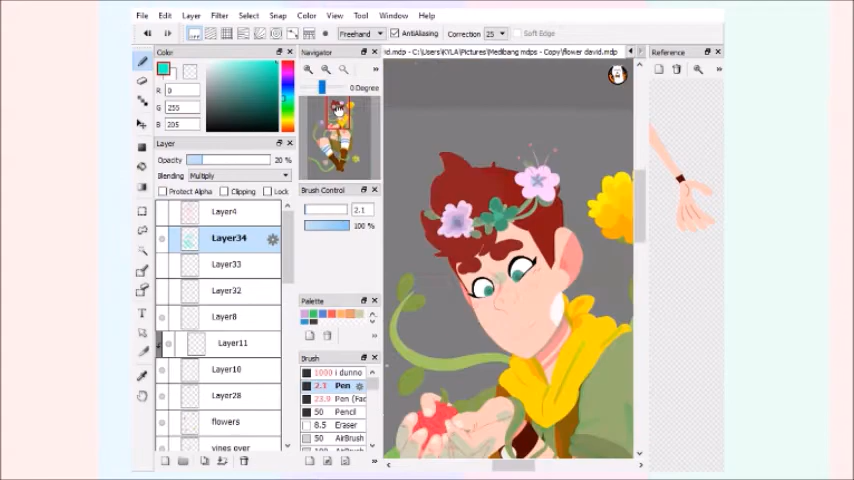 File Edit Layer Filter Select Snap Color View Tool Window Help
Freehand AntiAliasing Correction 25 Soft Edge
Color
R 0
G 255
B 205
Navigator
0 Degree
Brush Control
2.1
100 %
Palette
Brush
1000 i dunno
2.1 Pen
23.9 Pen (Fa
50 Pencil
8.5 Eraser
50 AirBrush
100 AirBrus
Layer
Opacity 20 %
Blending Multiply
Protect Alpha Clipping Lock
Layer4
Layer34
Layer33
Layer32
Layer8
Layer11
Layer10
Layer28
flowers
vines over
id.mdp - C:\Users\KYLA\Pictures\Medibang mdps - Copy\flower david.mdp
Reference